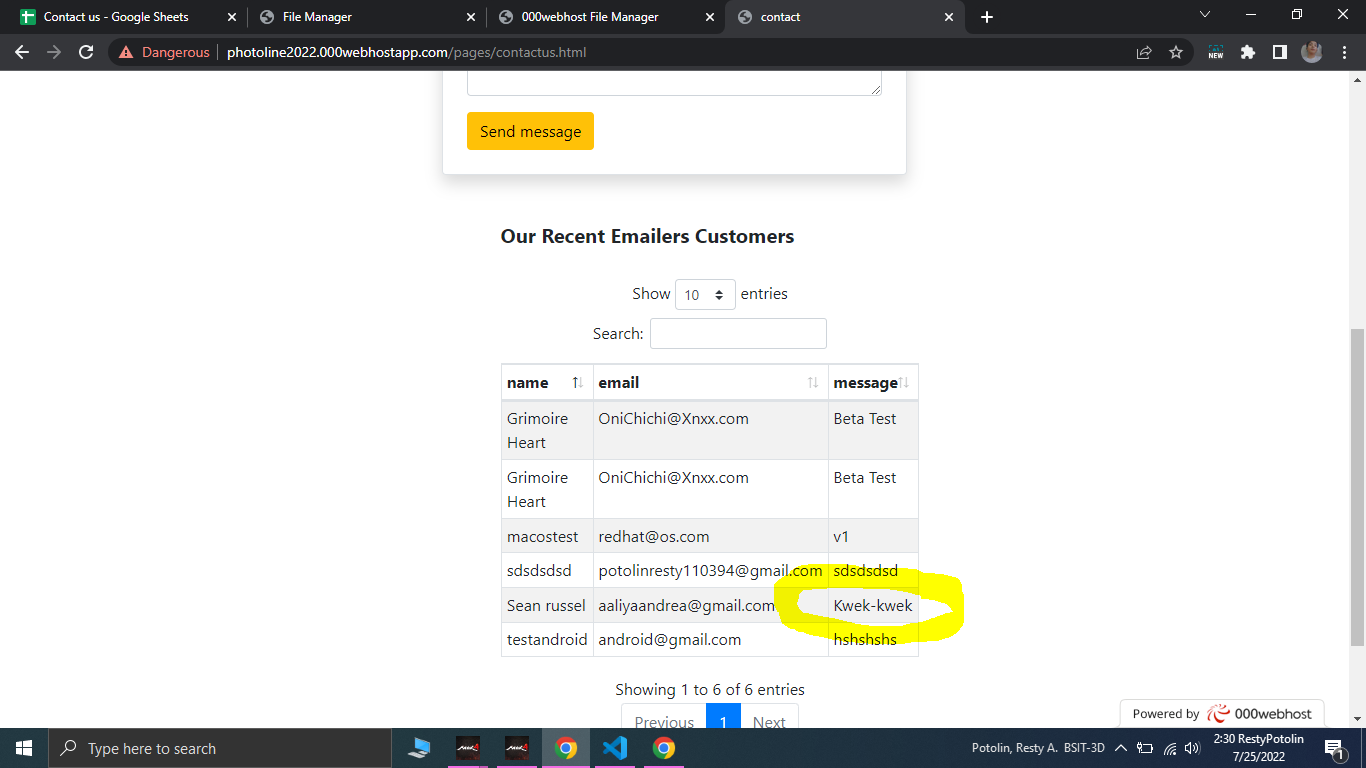 Contact us - Google Sheets
File Manager
000webhost File Manager
contact
Dangerous
photoline2022.000webhostapp.com/pages/contactus.html
NEW
Send message
Our Recent Emailers Customers
Show 10 entries
Search:
name email message
Grimoire Heart OniChichi@Xnxx.com Beta Test
Grimoire Heart OniChichi@Xnxx.com Beta Test
macostest redhat@os.com v1
sdsdsdsd potolinresty110394@gmail.com sdsdsdsd
Sean russel aaliyaandrea@gmail.com Kwek-kwek
testandroid android@gmail.com hshshshs
Showing 1 to 6 of 6 entries
Previous 1 Next
Powered by 000webhost
Type here to search
Potolin, Resty A. BSIT-3D
2:30 RestyPotolin
7/25/2022
1